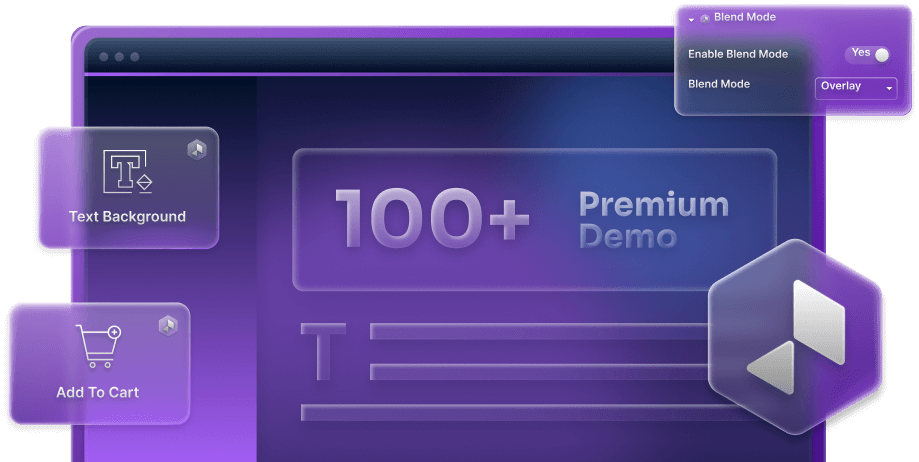 Blend Mode
Enable Blend Mode Yes
Blend Mode Overlay
Text Background
100+
Premium
Demo
T
Add To Cart